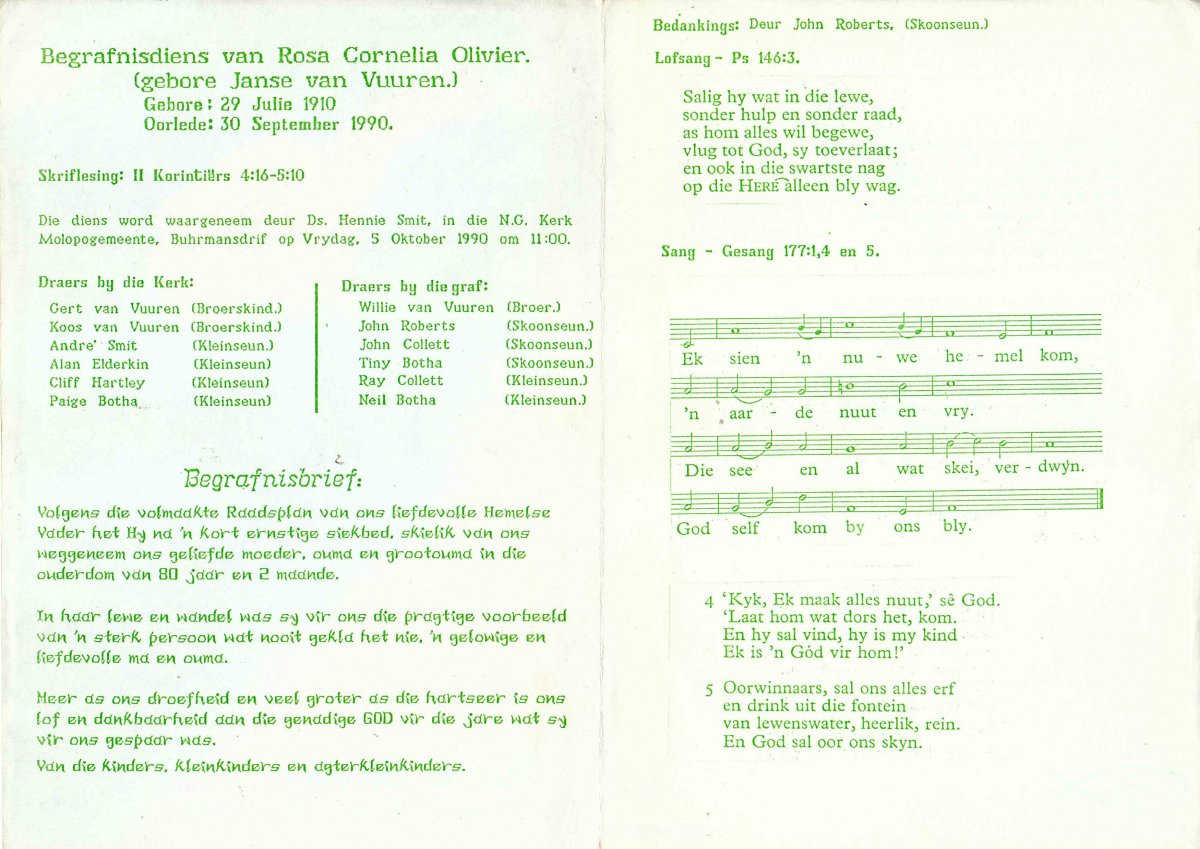 Begrafnisdiens van Rosa Cornelia Olivier.
(gebore Janse van Vuuren.)
Gebore: 29 Julie 1910
Oorlede: 30 September 1990.
Skriflesing: II Korintiërs 4:16-5:10
Die diens word waargeneem deur Ds. Hennie Smit, in die N.G. Kerk
Molopogemeente, Buhrmansdrif op Vrydag, 5 Oktober 1990 om 11:00.
Draers by die Kerk:
Gert van Vuuren (Broerskind.)
Koos van Vuuren (Broerskind.)
Andre' Smit (Kleinseun.)
Alan Elderkin (Kleinseun)
Cliff Hartley (Kleinseun)
Paige Botha (Kleinseun)
Draers by die graf:
Willie van Vuuren (Broer.)
John Roberts (Skoonseun.)
John Collett (Skoonseun.)
Tiny Botha (Skoonseun.)
Ray Collett (Kleinseun.)
Neil Botha (Kleinseun.)
Begrafnisbrief:
Volgens die volmaakte Raadsplan van ons liefdevolle Hemelse
Vader het Hy na 'n kort ernstige siekbed, skielik van ons
weggeneem ons geliefde moeder, ouma en grootouma in die
ouderdom van 80 jaar en 2 maande.
In haar lewe en wandel was sy vir ons die pragtige voorbeeld
van 'n sterk persoon wat nooit gekla het nie, 'n gelowige en
liefdevolle ma en ouma.
Meer as ons droefheid en veel groter as die hartseer is ons
lof en dankbaarheid aan die genadige GOD vir die jare wat sy
vir ons gespaar was.
Van die kinders, kleinkinders en agterkleinkinders.
Bedankings: Deur John Roberts, (Skoonseun.)
Lofsang - Ps 146:3.
Salig hy wat in die lewe,
sonder hulp en sonder raad,
as hom alles wil begewe,
vlug tot God, sy toeverlaat;
en ook in die swartste nag
op die HERE alleen bly wag.
Sang - Gesang 177:1,4 en 5.
Ek sien 'n nu - we he - mel kom,
'n aar - de nuut en vry.
Die see en al wat skei, ver - dwyn.
God self kom by ons bly.
4 'Kyk, Ek maak alles nuut,' sê God.
'Laat hom wat dors het, kom.
En hy sal vind, hy is my kind
Ek is 'n Gód vir hom!'
5 Oorwinnaars, sal ons alles erf
en drink uit die fontein
van lewenswater, heerlik, rein.
En God sal oor ons skyn.